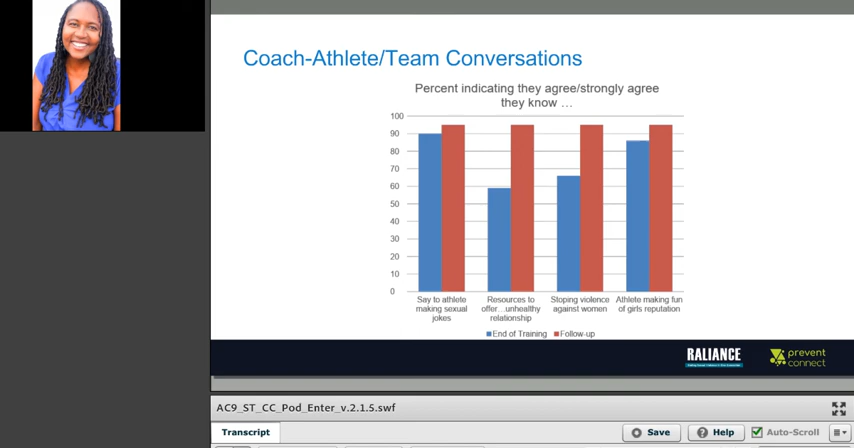 Coach-Athlete/Team Conversations
Percent indicating they agree/strongly agree
they know …
100
90
80
70
60
50
40
30
20
10
0
Say to athlete
making sexual
jokes
Resources to
offer…unhealthy
relationship
Stoping violence
against women
Athlete making fun
of girls reputation
End of Training
Follow-up
RALIANCE
prevent
connect
AC9_ST_CC_Pod_Enter_v.2.1.5.swf
Transcript
Save
Help
Auto-Scroll